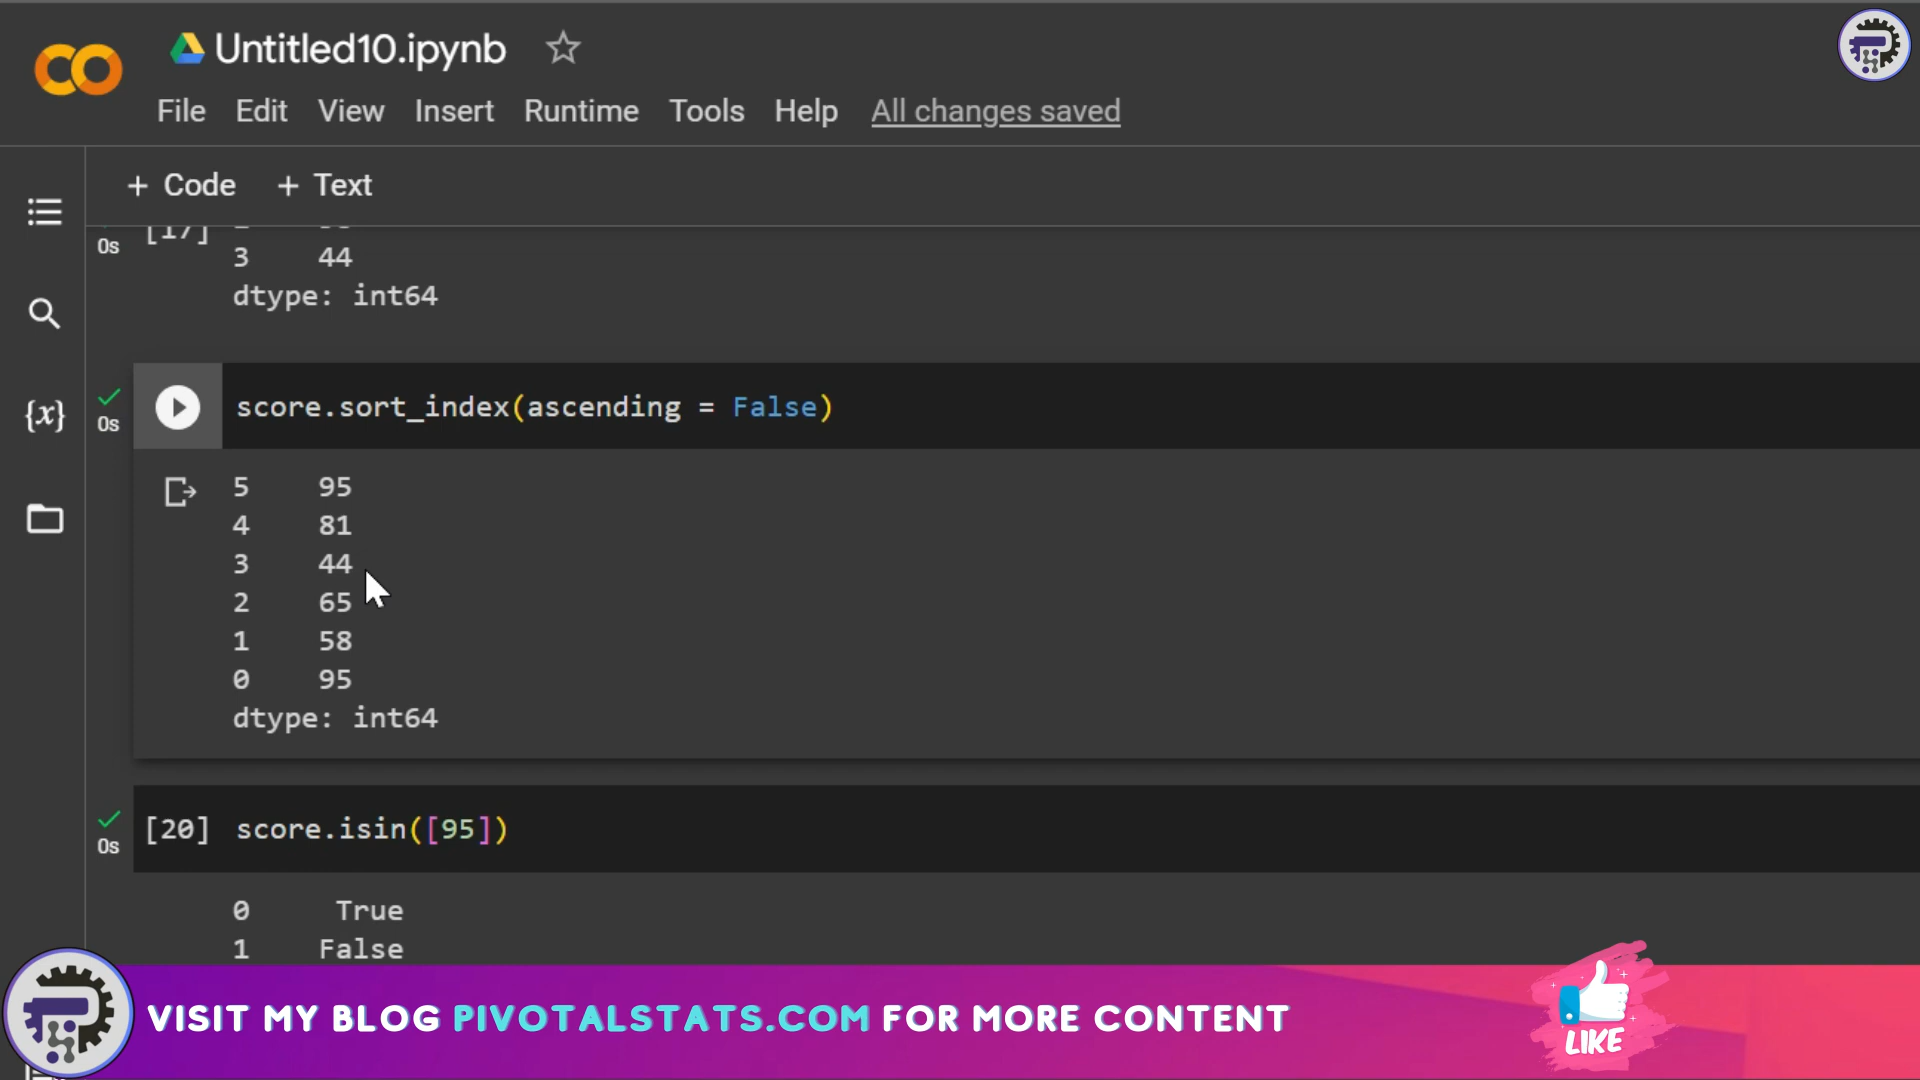 Untitled10.ipynb
File Edit View Insert Runtime Tools Help All changes saved
+ Code + Text
0s [17]
3 44
dtype: int64
score.sort_index(ascending = False)
0s
5 95
4 81
3 44
2 65
1 58
0 95
dtype: int64
{x}
[20] score.isin([95])
0s
0 True
1 False
VISIT MY BLOG PIVOTALSTATS.COM FOR MORE CONTENT
LIKE